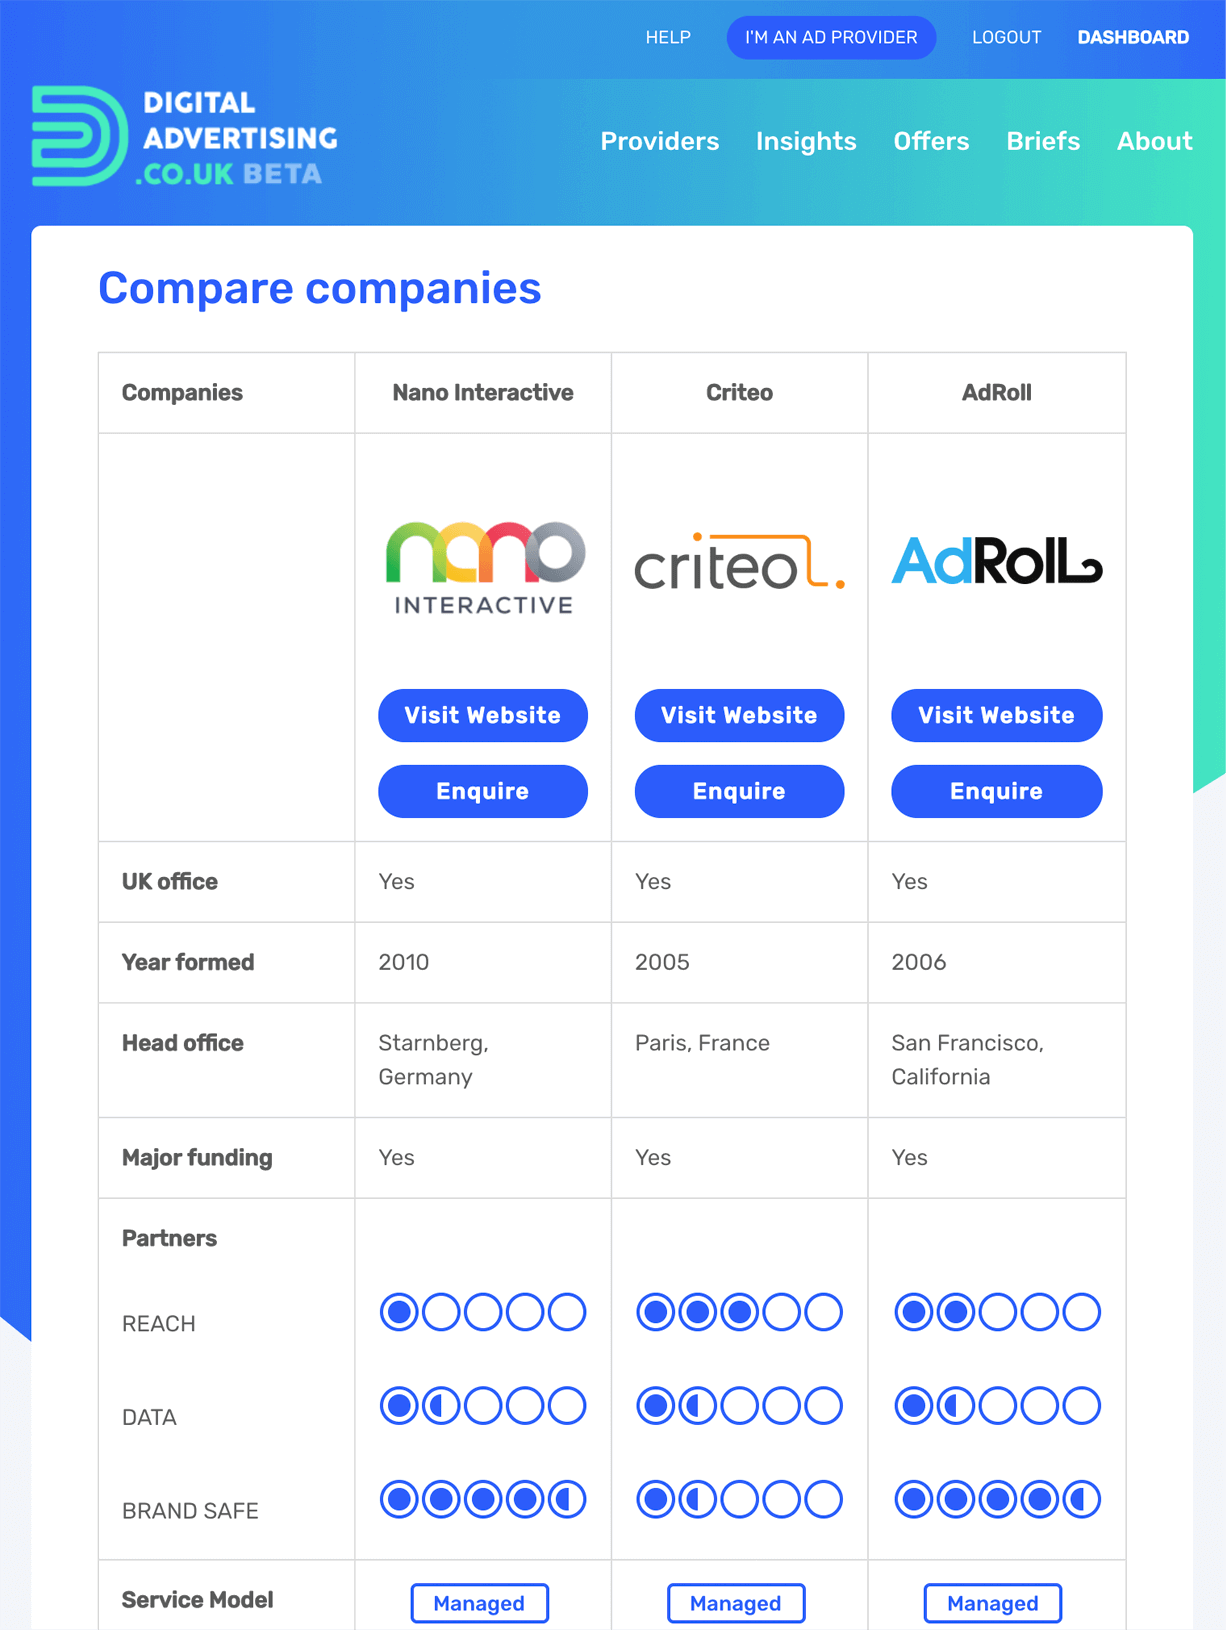 HELP I'M AN AD PROVIDER LOGOUT DASHBOARD
DIGITAL
ADVERTISING
.CO.UK BETA
Providers Insights Offers Briefs About
Compare companies
Companies Nano Interactive Criteo AdRoll
nano
INTERACTIVE
criteo
AdRoll
Visit Website Visit Website Visit Website
Enquire Enquire Enquire
UK office Yes Yes Yes
Year formed 2010 2005 2006
Head office Starnberg, Paris, France San Francisco,
Germany California
Major funding Yes Yes Yes
Partners
REACH
DATA
BRAND SAFE
Service Model Managed Managed Managed